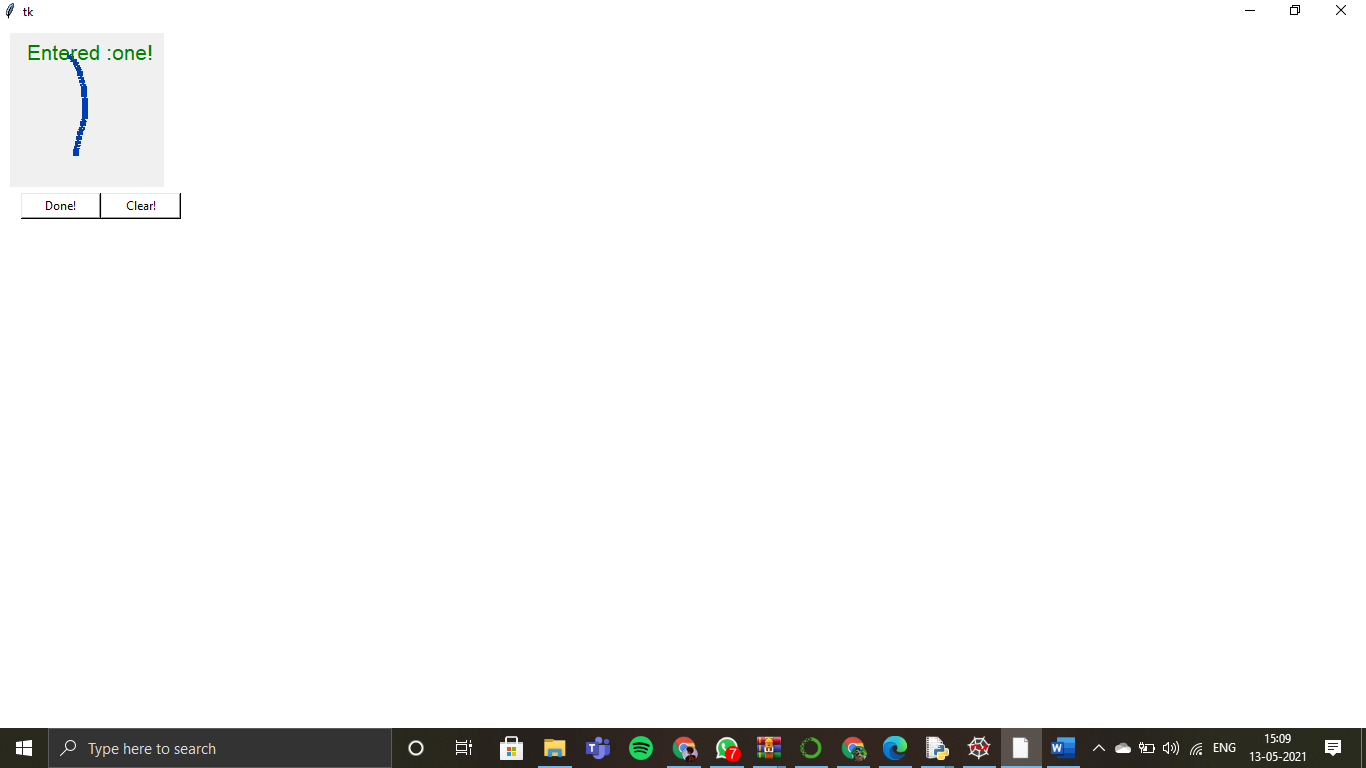 tk
Entered :one!
Done! Clear!
Type here to search
7
ENG
15:09
13-05-2021